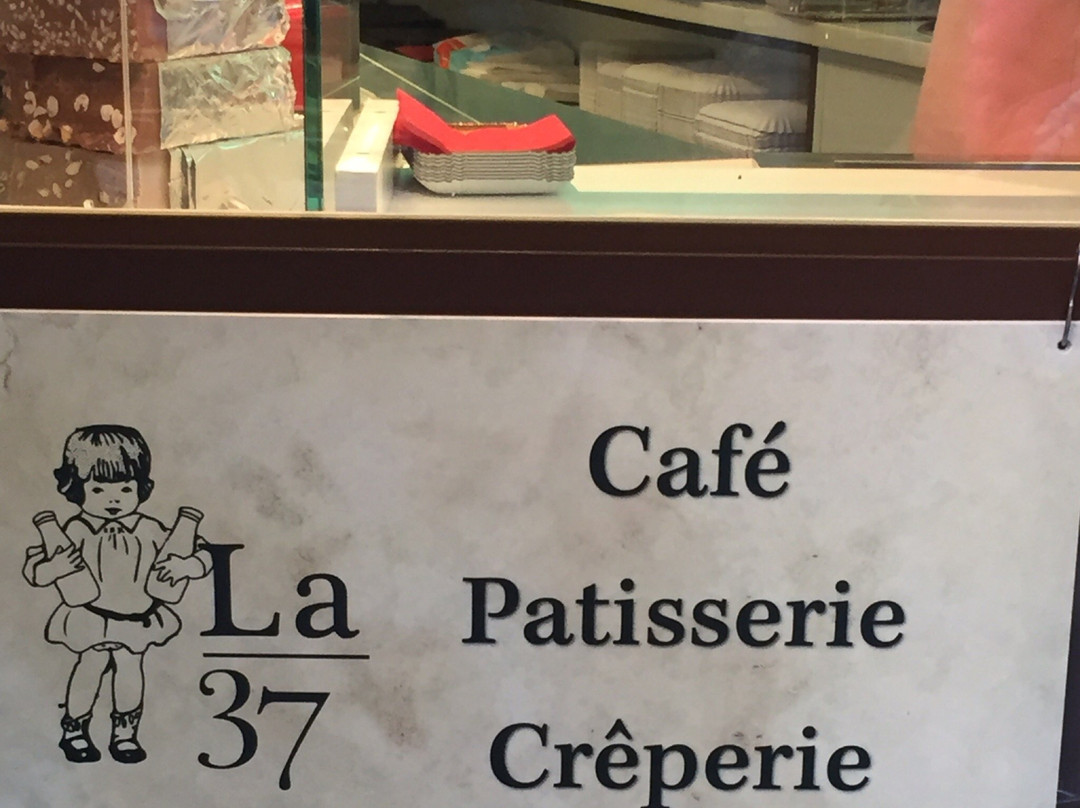 La
37
Café
Patisserie
Crêperie